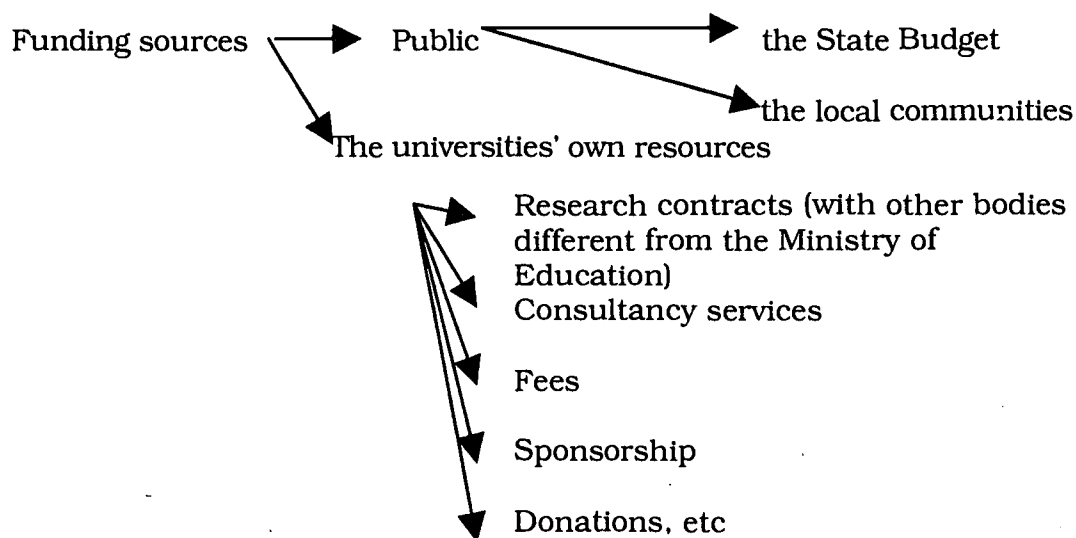 Funding sources Public the State Budget
the local communities
The universities' own resources
Research contracts (with other bodies
different from the Ministry of
Education)
Consultancy services
Fees
Sponsorship
Donations, etc